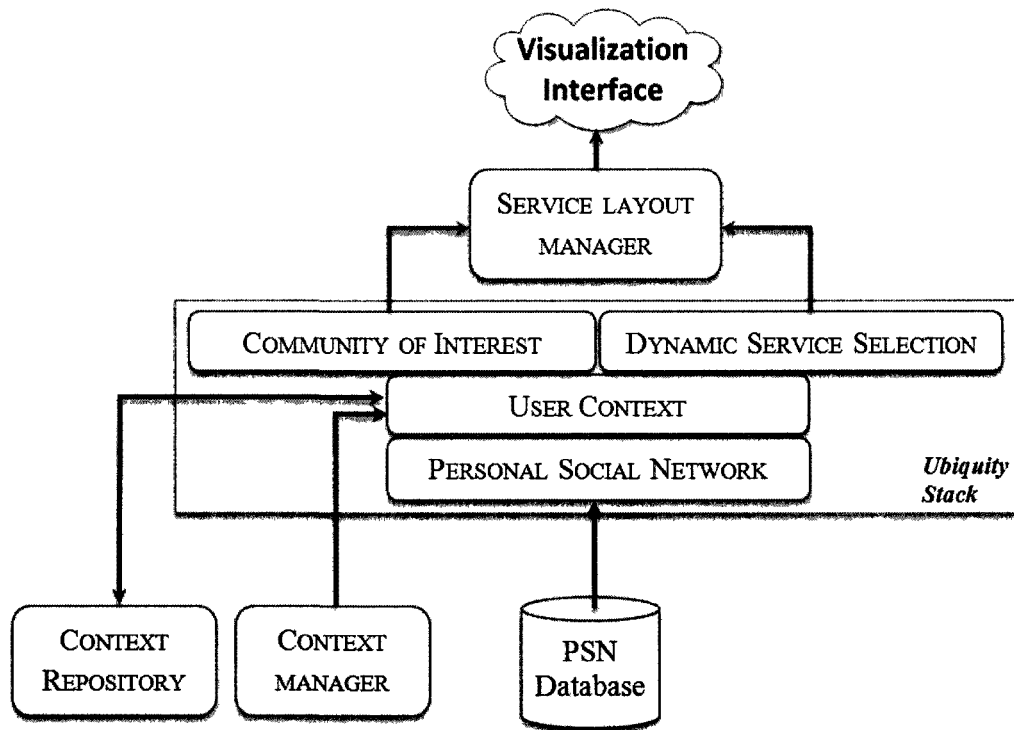 Visualization
Interface
SERVICE LAYOUT
MANAGER
COMMUNITY OF INTEREST
DYNAMIC SERVICE SELECTION
USER CONTEXT
PERSONAL SOCIAL NETWORK
Ubiquity
Stack
CONTEXT
REPOSITORY
CONTEXT
MANAGER
PSN
Database